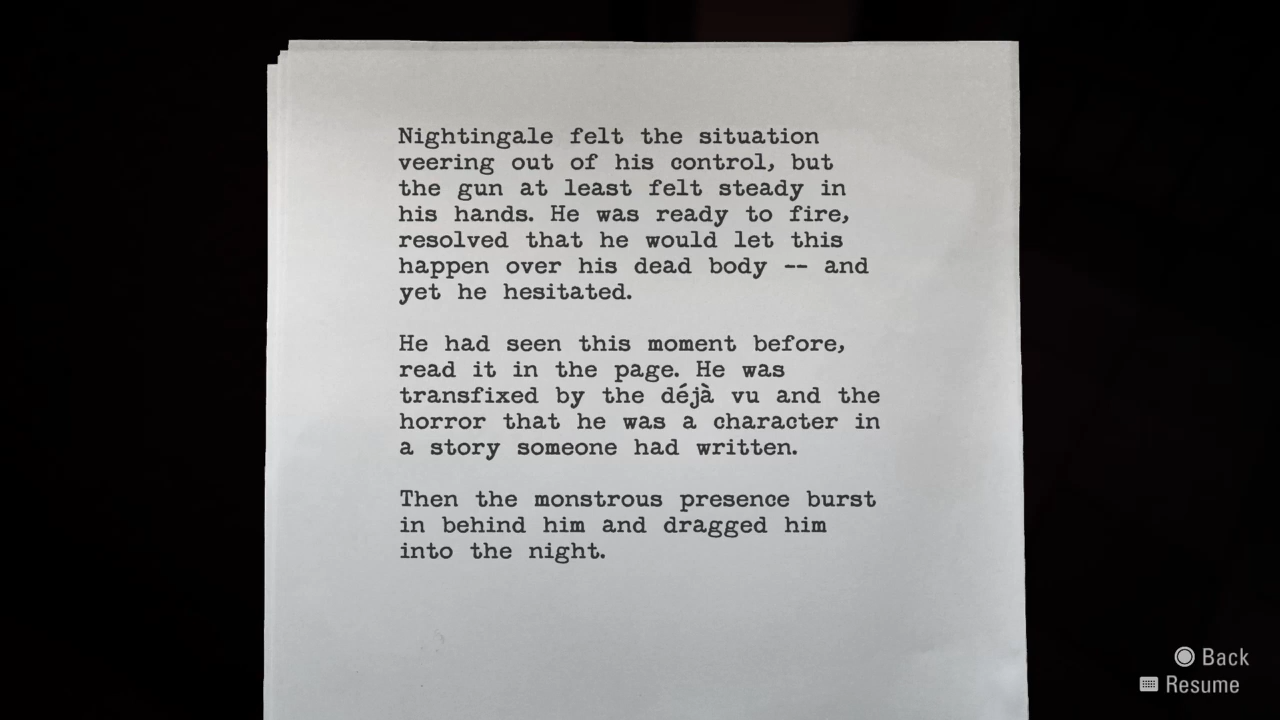 Nightingale felt the situation
veering out of his control, but
the gun at least felt steady in
his hands. He was ready to fire,
resolved that he would let this
happen over his dead body -- and
yet he hesitated.
He had seen this moment before,
read it in the page. He was
transfixed by the déjà vu and the
horror that he was a character in
a story someone had written.
Then the monstrous presence burst
in behind him and dragged him
into the night.
Back
Resume